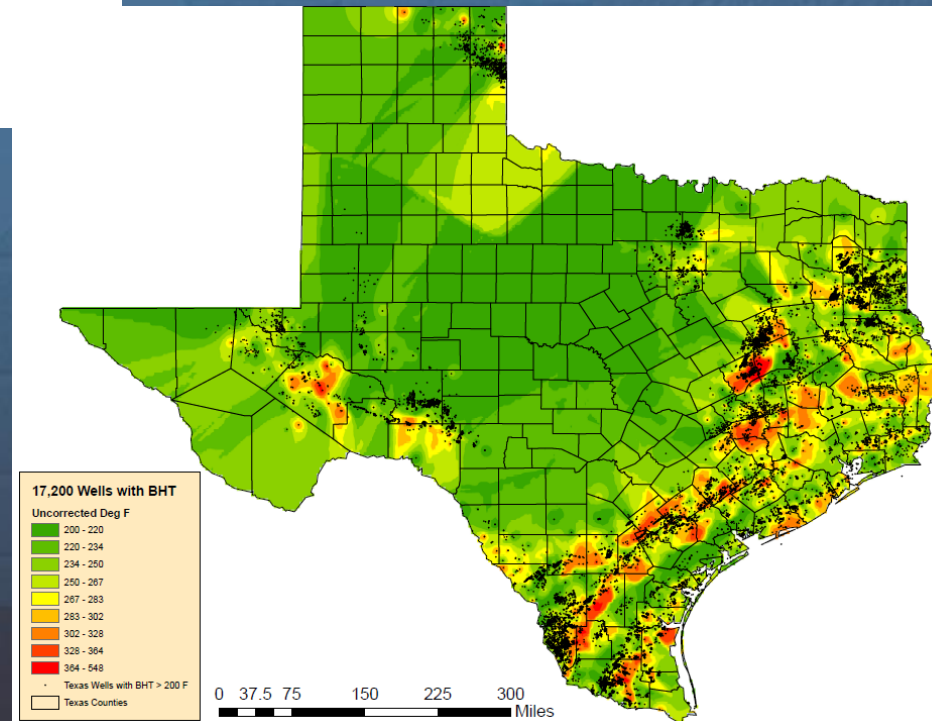 17,200 Wells with BHT
Uncorrected Deg F
200 - 220
220 - 234
234 - 250
250 - 267
267 - 283
283 - 302
302 - 328
328 - 364
364 - 548
Texas Wells with BHT > 200 F
Texas Counties
0 37.5 75 150 225 300
Miles